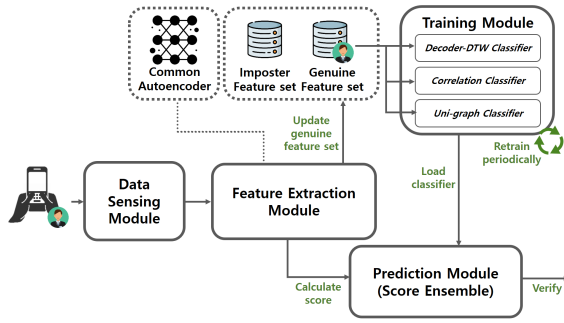 Training Module
Decoder-DTW Classifier
Correlation Classifier
Uni-graph Classifier
Common
Autoencoder
Imposter
Feature set
Genuine
Feature set
Update
genuine
feature set
Retrain
periodically
Load
classifier
Data
Sensing
Module
Feature Extraction
Module
Calculate
score
Prediction Module
(Score Ensemble)
Verify